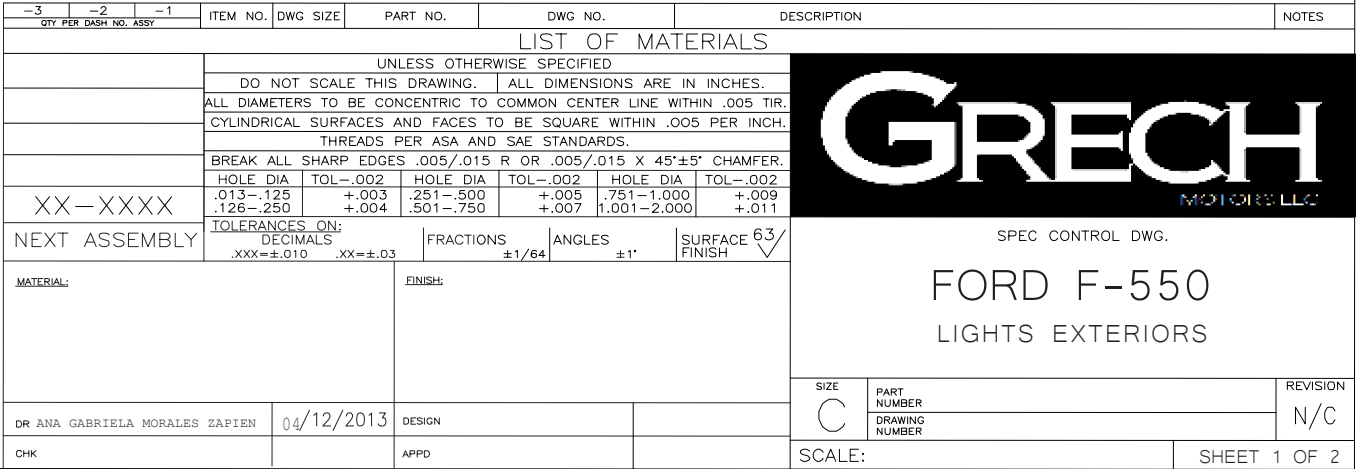 -3 -2 -1 ITEM NO. DWG SIZE PART NO. DWG NO. DESCRIPTION NOTES
QTY PER DASH NO. ASSY
LIST OF MATERIALS
UNLESS OTHERWISE SPECIFIED
DO NOT SCALE THIS DRAWING. ALL DIMENSIONS ARE IN INCHES.
ALL DIAMETERS TO BE CONCENTRIC TO COMMON CENTER LINE WITHIN .005 TIR.
CYLINDRICAL SURFACES AND FACES TO BE SQUARE WITHIN .005 PER INCH.
THREADS PER ASA AND SAE STANDARDS.
BREAK ALL SHARP EDGES .005/.015 R OR .005/.015 X 45°±5° CHAMFER.
HOLE DIA TOL-.002 HOLE DIA TOL-.002 HOLE DIA TOL-.002
.013-.125 +.003 .251-.500 +.005 .751-1.000 +.009
.126-.250 +.004 .501-.750 +.007 1.001-2.000 +.011
XX-XXXX
NEXT ASSEMBLY
TOLERANCES ON:
DECIMALS FRACTIONS ANGLES SURFACE 63
.XXX=±.010 .XX=±.03 ±1/64 ±1° FINISH
MATERIAL: FINISH:
DR ANA GABRIELA MORALES ZAPIEN 04/12/2013 DESIGN
CHK APPD
GRECH
MOTORS LLC
SPEC CONTROL DWG.
FORD F-550
LIGHTS EXTERIORS
SIZE PART NUMBER REVISION
C DRAWING NUMBER N/C
SCALE: SHEET 1 OF 2